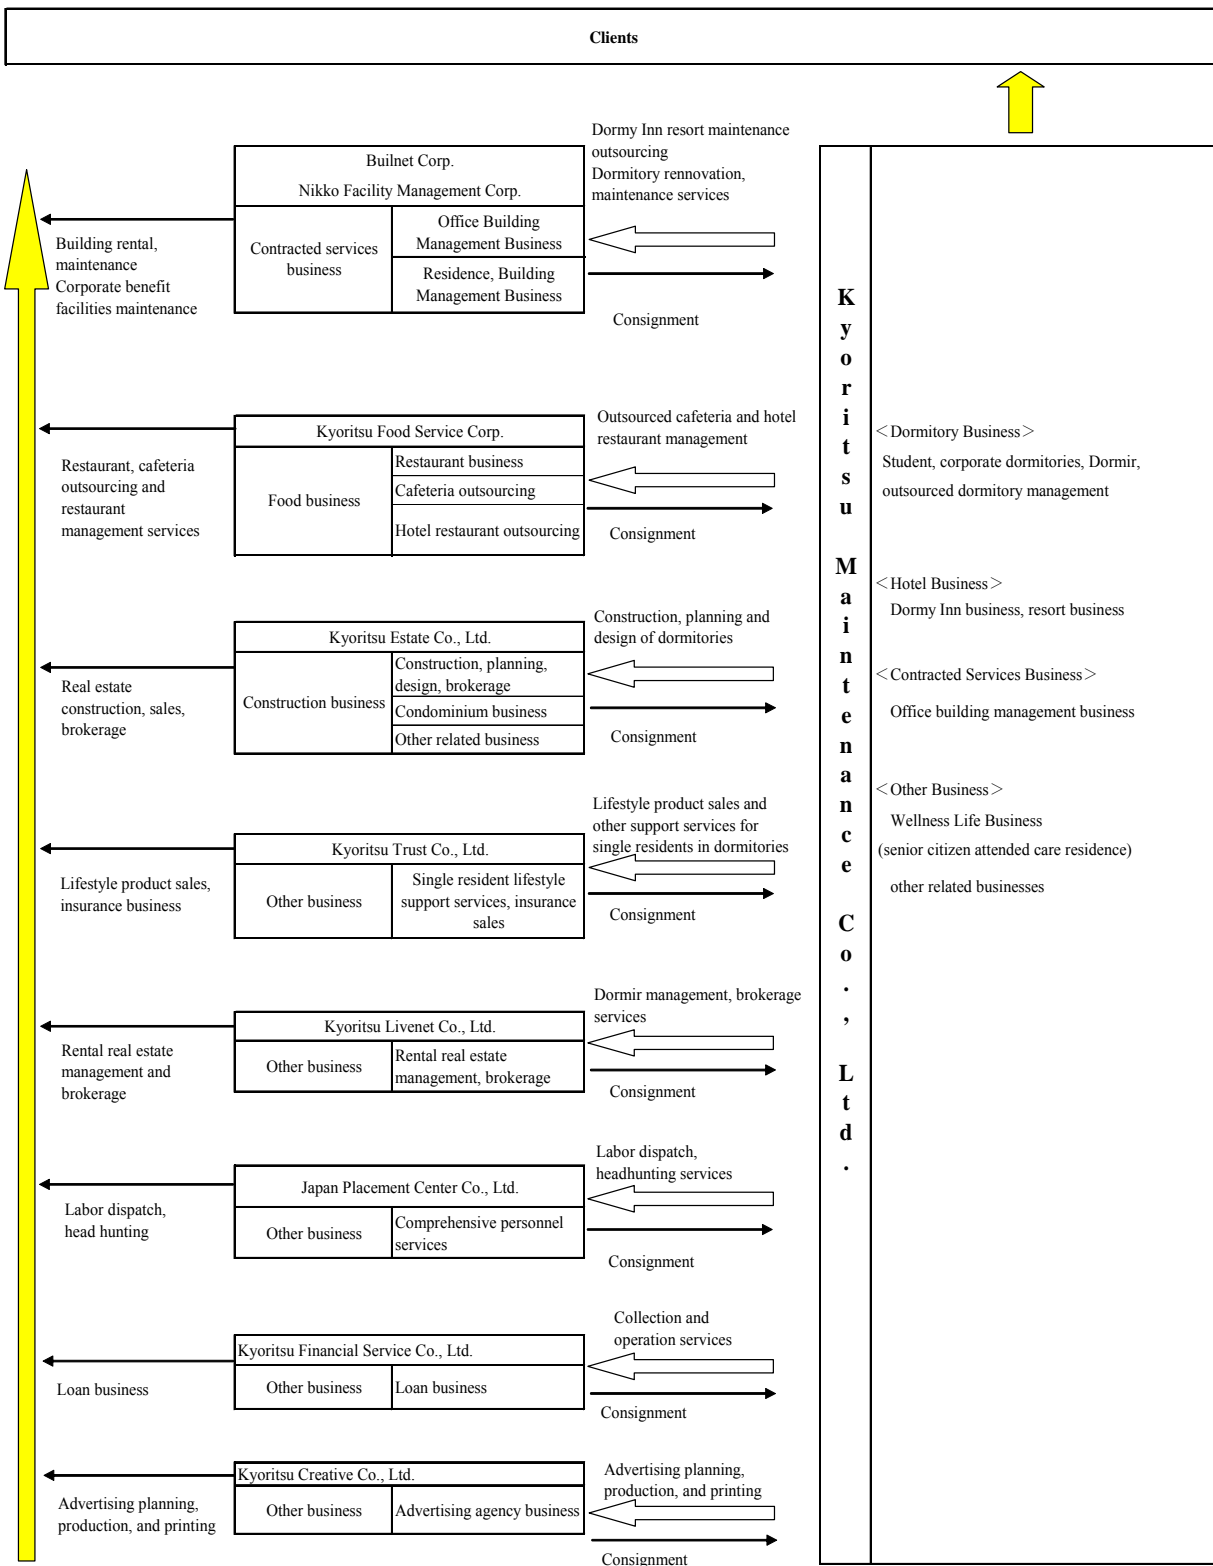 Clients
Dormy Inn resort maintenance
outsourcing
Dormitory rennovation,
maintenance services
Builnet Corp.
Nikko Facility Management Corp.
Contracted services
business
Office Building
Management Business
Residence, Building
Management Business
Building rental,
maintenance
Corporate benefit
facilities maintenance
Consignment
Kyoritsu Food Service Corp.
Food business
Restaurant business
Cafeteria outsourcing
Hotel restaurant outsourcing
Restaurant, cafeteria
outsourcing and
restaurant
management services
Outsourced cafeteria and hotel
restaurant management
Consignment
Kyoritsu Estate Co., Ltd.
Construction business
Construction, planning,
design, brokerage
Condominium business
Other related business
Real estate
construction, sales,
brokerage
Construction, planning and
design of dormitories
Consignment
Kyoritsu Trust Co., Ltd.
Other business
Single resident lifestyle
support services, insurance
sales
Lifestyle product sales,
insurance business
Lifestyle product sales and
other support services for
single residents in dormitories
Consignment
Kyoritsu Livenet Co., Ltd.
Other business
Rental real estate
management, brokerage
Rental real estate
management and
brokerage
Dormir management, brokerage
services
Consignment
Japan Placement Center Co., Ltd.
Other business
Comprehensive personnel
services
Labor dispatch,
head hunting
Labor dispatch,
headhunting services
Consignment
Kyoritsu Financial Service Co., Ltd.
Other business
Loan business
Loan business
Collection and
operation services
Consignment
Kyoritsu Creative Co., Ltd.
Other business
Advertising agency business
Advertising planning,
production, and printing
Advertising planning,
production, and printing
Consignment
Kyoritsu Maintenance Co., Ltd.
<Dormitory Business>
Student, corporate dormitories, Dormir,
outsourced dormitory management
<Hotel Business>
Dormy Inn business, resort business
<Contracted Services Business>
Office building management business
<Other Business>
Wellness Life Business
(senior citizen attended care residence)
other related businesses